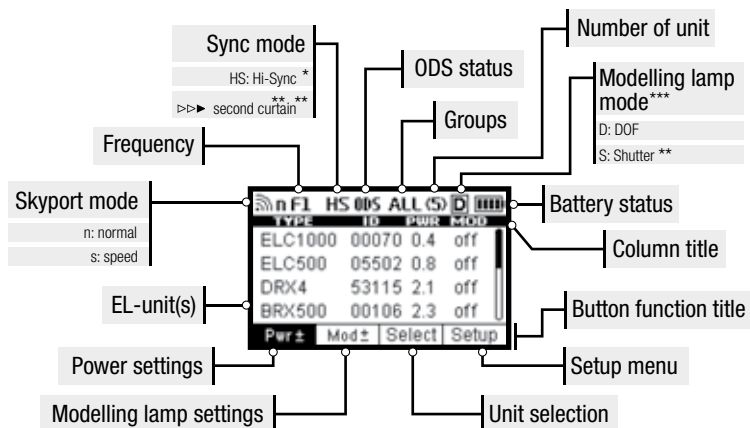 Number of unit
Sync mode
HS: Hi-Sync *
▷▷► second curtain ** **
ODS status
Modelling lamp
mode***
D: DOF
S: Shutter **
Groups
Frequency
Skyport mode
n: normal
s: speed
n F1 HS ODS ALL (5) D
Battery status
TYPE ID PWR MOD
Column title
ELC1000 00070 0.4 off
ELC500 05502 0.8 off
DRX4 53115 2.1 off
EL-unit(s)
BRX500 00106 2.3 off
Button function title
Pwr± Mod± Select Setup
Power settings
Setup menu
Modelling lamp settings
Unit selection